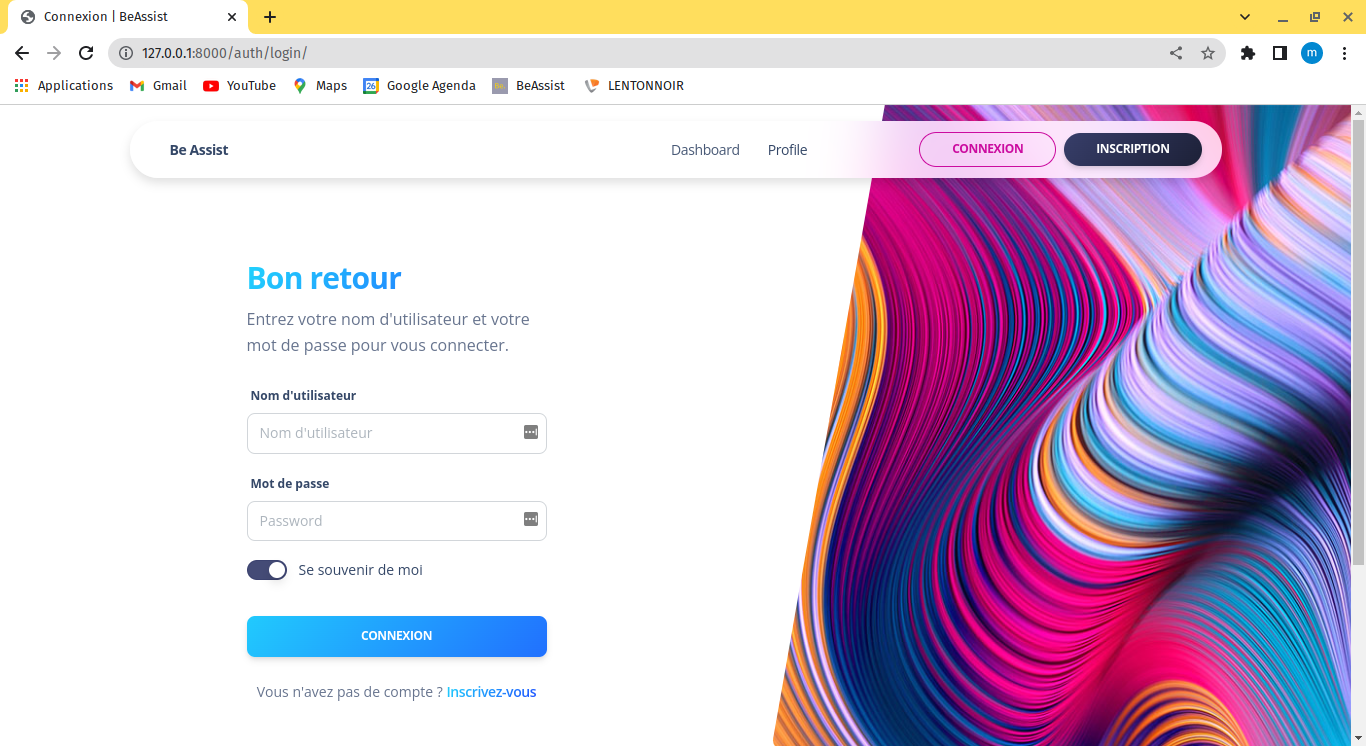 Connexion | BeAssist
127.0.0.1:8000/auth/login/
m
Applications
Gmail
YouTube
Maps
26
Google Agenda
Be.
BeAssist
LENTONNOIR
Be Assist
Dashboard
Profile
CONNEXION
INSCRIPTION
Bon retour
Entrez votre nom d'utilisateur et votre
mot de passe pour vous connecter.
Nom d'utilisateur
Nom d'utilisateur
Mot de passe
Password
Se souvenir de moi
CONNEXION
Vous n'avez pas de compte ? Inscrivez-vous